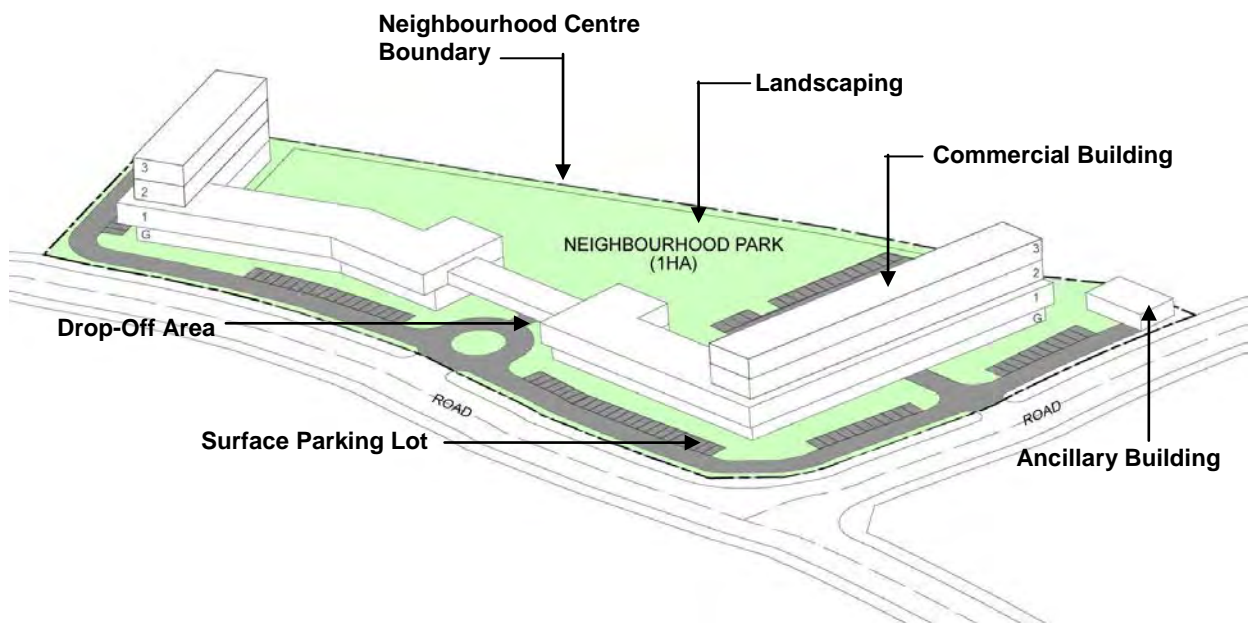 Neighbourhood Centre
Boundary
Landscaping
Commercial Building
3
2
1
G
NEIGHBOURHOOD PARK
(1HA)
3
2
1
G
Drop-Off Area
ROAD
ROAD
Surface Parking Lot
Ancillary Building